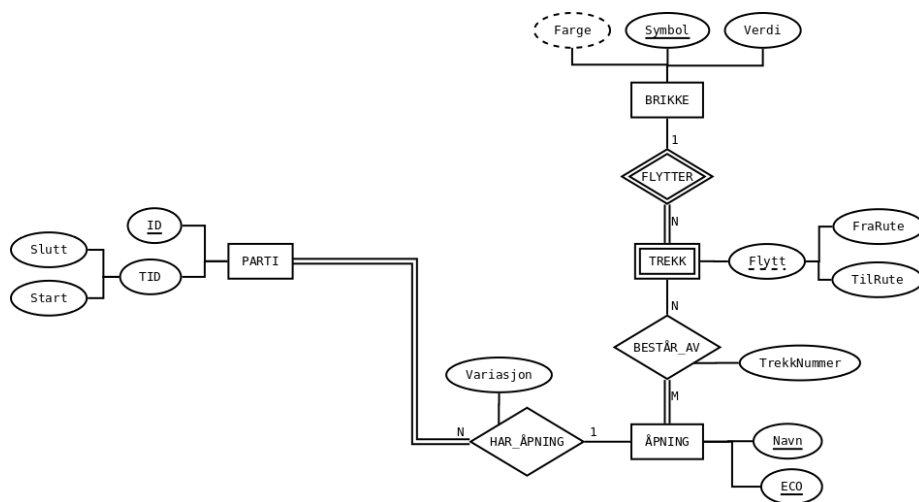 Farge
Symbol
Verdi
BRIKKE
1
FLYTTER
N
ID
Slutt
TID
Start
PARTI
TREKK
Flytt
FraRute
TilRute
N
BESTÅR_AV
TrekkNummer
Variasjon
M
N
HAR_ÅPNING
1
ÅPNING
Navn
ECO